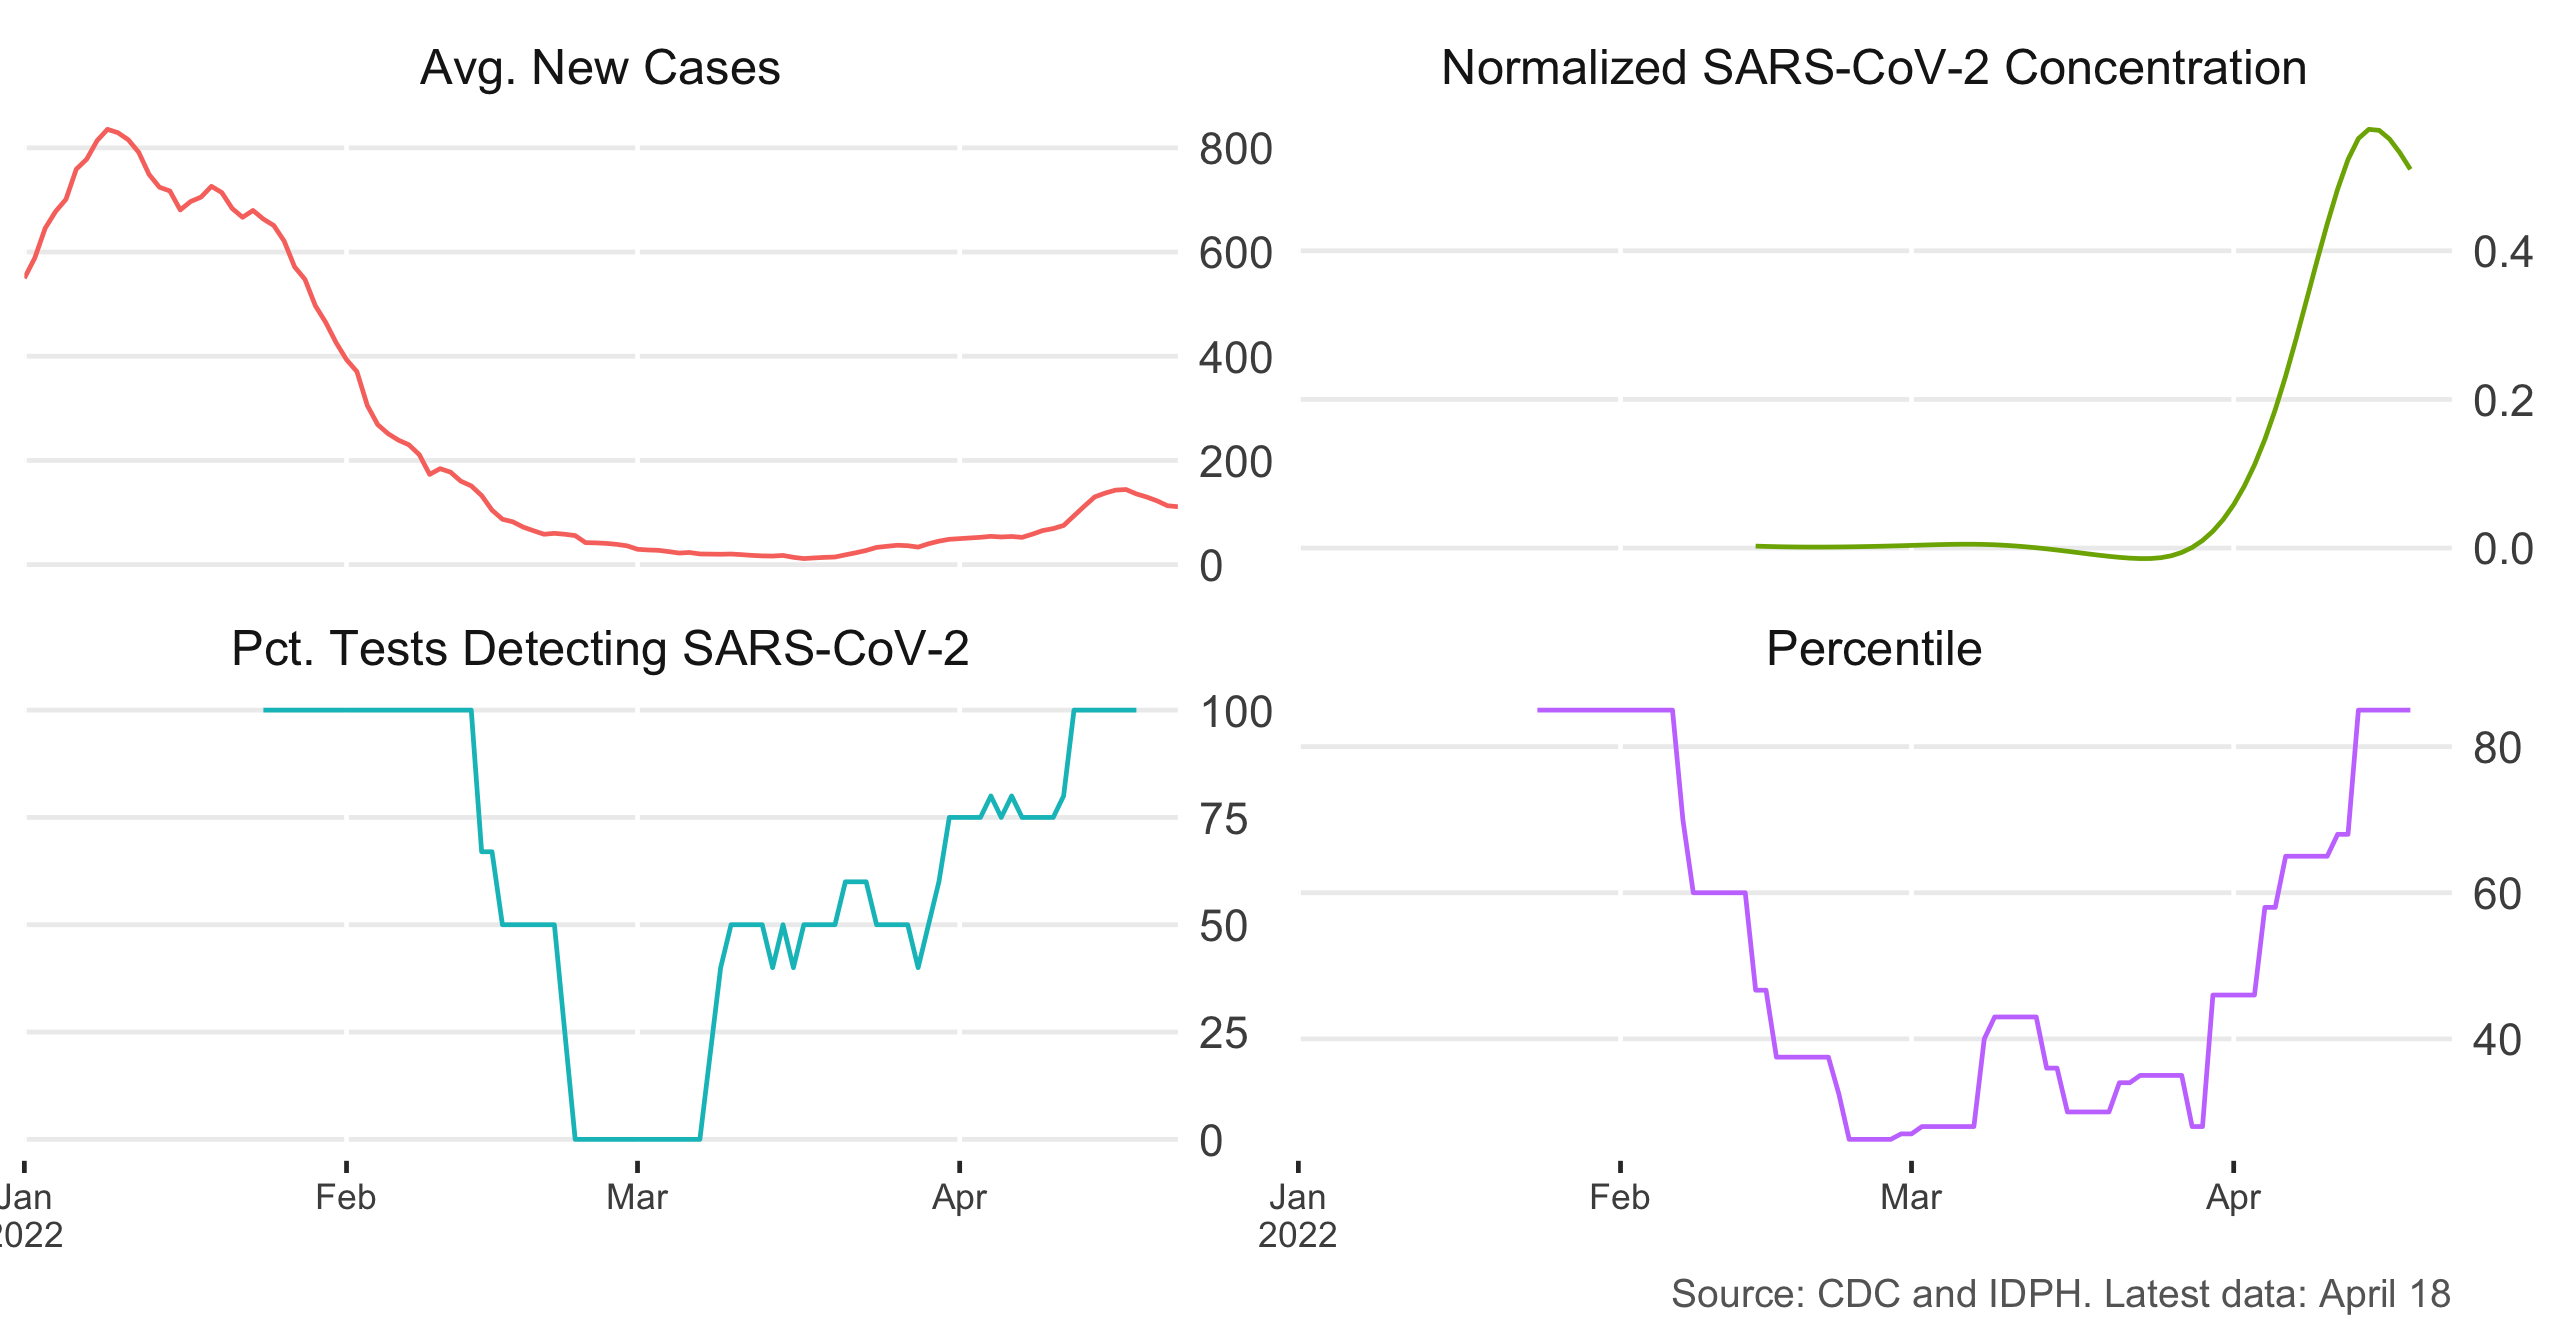 Avg. New Cases
800
600
400
200
0
Normalized SARS-CoV-2 Concentration
0.4
0.2
0.0
Pct. Tests Detecting SARS-CoV-2
100
75
50
25
0
Jan
2022
Feb
Mar
Apr
Percentile
80
60
40
Jan
2022
Feb
Mar
Apr
Source: CDC and IDPH. Latest data: April 18